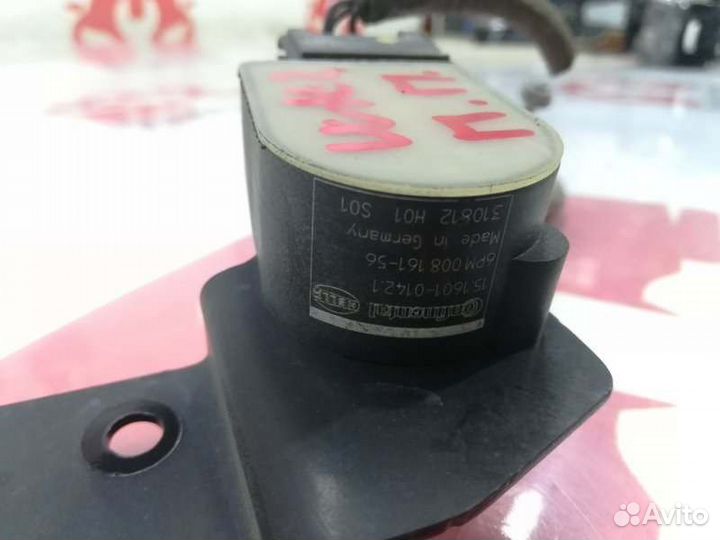 П.П.
Continental
HELLA
15.1601-0142.1
6PM 008 161-56
Made in Germany
310812 H01 S01
Avito